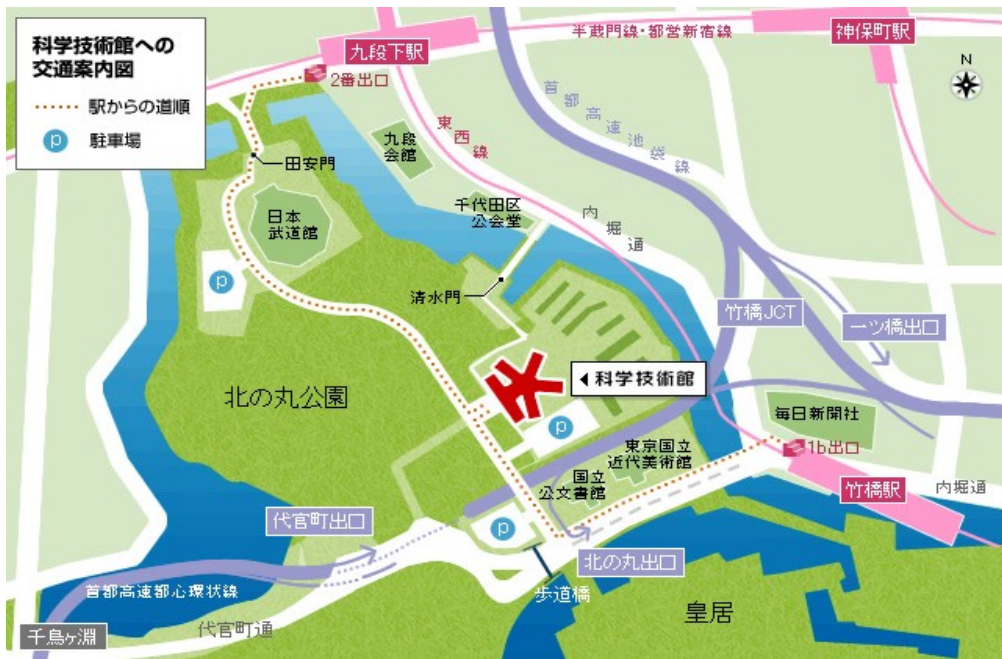 科学技術館への
交通案内図
駅からの道順
P
駐車場
九段下駅
2番出口
半蔵門線・都営新宿線
神保町駅
N
首都高速池袋線
東西線
九段
会館
田安門
日本
武道館
千代田区
公会堂
内堀通
P
清水門
竹橋JCT
一ツ橋出口
科学技術館
北の丸公園
P
毎日新聞社
1b出口
東京国立
近代美術館
国立
公文書館
竹橋駅
内堀通
代官町出口
P
北の丸出口
首都高速都心環状線
歩道橋
皇居
代官町通
千鳥ヶ淵